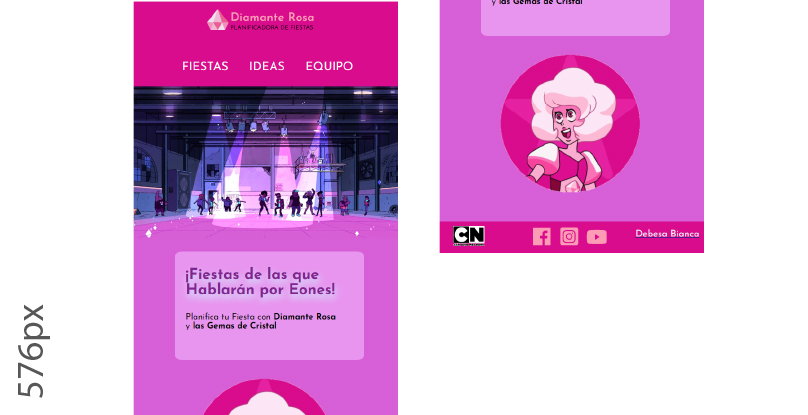 Diamante Rosa
PLANIFICADORA DE FIESTAS
FIESTAS IDEAS EQUIPO
¡Fiestas de las que
Hablarán por Eones!
Planifica tu Fiesta con Diamante Rosa
y las Gemas de Cristal
576px
y las Gemas de Cristal
CN
Debesa Bianca